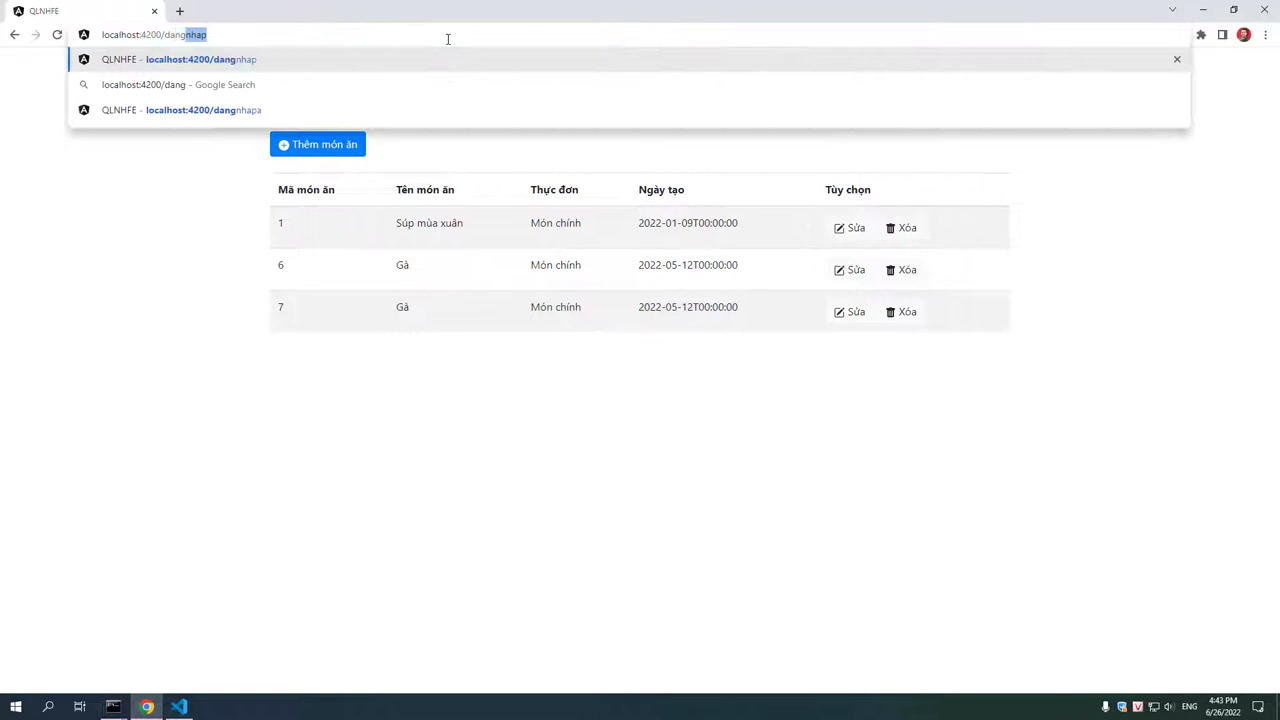 QLNHFE
localhost:4200/dangnhap
QLNHFE - localhost:4200/dangnhap
localhost:4200/dang - Google Search
QLNHFE - localhost:4200/dangnhapa
Thêm món ăn
Mã món ăn Tên món ăn Thực đơn Ngày tạo Tùy chọn
1 Súp mùa xuân Món chính 2022-01-09T00:00:00 Sửa Xóa
6 Gà Món chính 2022-05-12T00:00:00 Sửa Xóa
7 Gà Món chính 2022-05-12T00:00:00 Sửa Xóa
V ENG 4:43 PM
6/26/2022